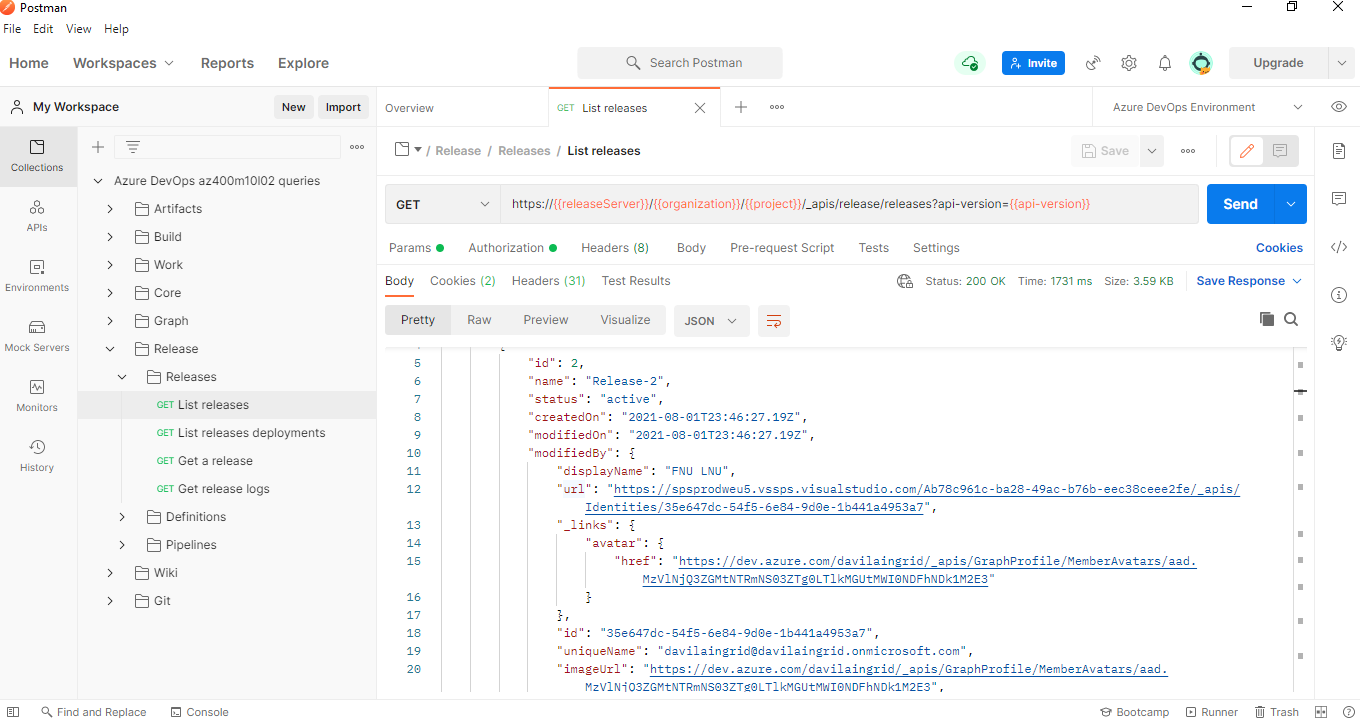 Postman
File Edit View Help
Home Workspaces Reports Explore Search Postman Invite Upgrade
My Workspace New Import Overview GET List releases Azure DevOps Environment
Collections
APIs
Environments
Mock Servers
Monitors
History
Azure DevOps az400m10l02 queries
Artifacts
Build
Work
Core
Graph
Release
Releases
GET List releases
GET List releases deployments
GET Get a release
GET Get release logs
Definitions
Pipelines
Wiki
Git
/ Release / Releases / List releases Save
GET https://{{releaseServer}}/{{organization}}/{{project}}/_apis/release/releases?api-version={{api-version}} Send
Params Authorization Headers (8) Body Pre-request Script Tests Settings Cookies
Body Cookies (2) Headers (31) Test Results Status: 200 OK Time: 1731 ms Size: 3.59 KB Save Response
Pretty Raw Preview Visualize JSON
5 "id": 2,
6 "name": "Release-2",
7 "status": "active",
8 "createdOn": "2021-08-01T23:46:27.19Z",
9 "modifiedOn": "2021-08-01T23:46:27.19Z",
10 "modifiedBy": {
11 "displayName": "FNU LNU",
12 "url": "https://spsprodweu5.vssps.visualstudio.com/Ab78c961c-ba28-49ac-b76b-eec38ceee2fe/_apis/
Identities/35e647dc-54f5-6e84-9d0e-1b441a4953a7",
13 "_links": {
14 "avatar": {
15 "href": "https://dev.azure.com/davilaingrid/_apis/GraphProfile/MemberAvatars/aad.
MzVlNjQ3ZGMtNTRmNS03ZTg0LTlkMGUtMWI0NDFhNDk1M2E3"
16 }
17 },
18 "id": "35e647dc-54f5-6e84-9d0e-1b441a4953a7",
19 "uniqueName": "davilaingrid@davilaingrid.onmicrosoft.com",
20 "imageUrl": "https://dev.azure.com/davilaingrid/_apis/GraphProfile/MemberAvatars/aad.
MzVlNjQ3ZGMtNTRmNS03ZTg0LTlkMGUtMWI0NDFhNDk1M2E3",
Find and Replace Console Bootcamp Runner Trash